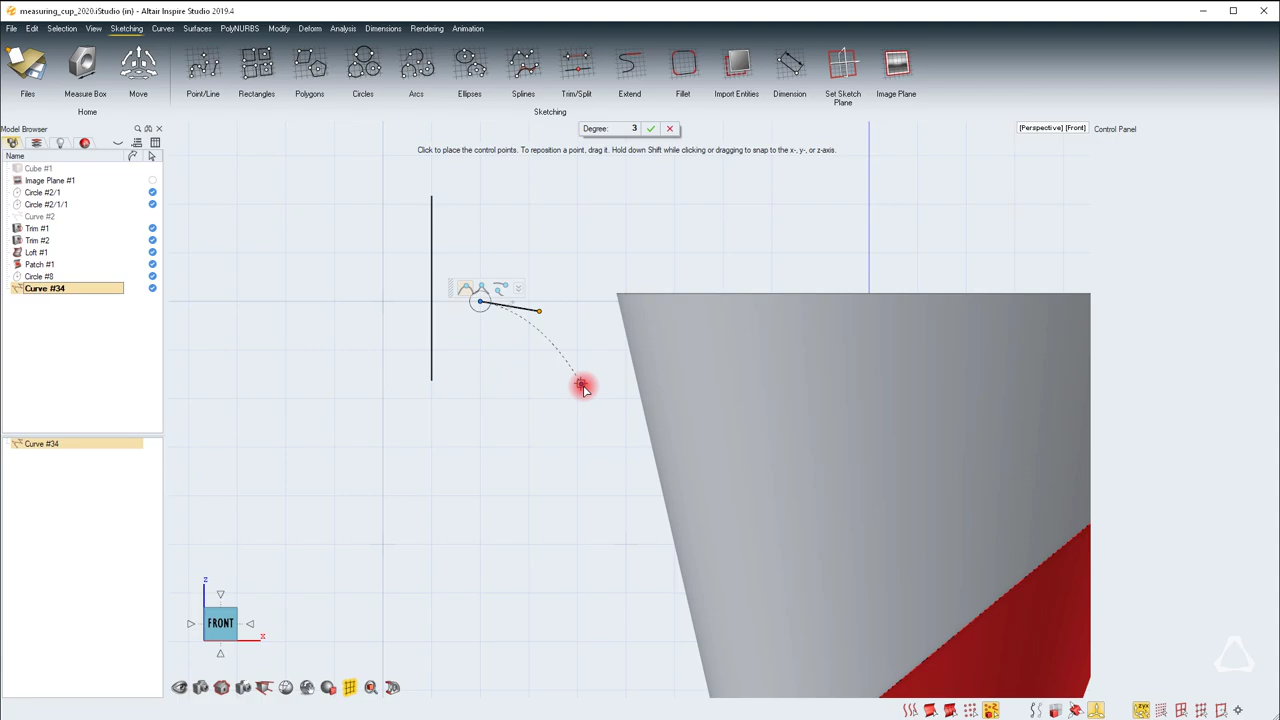 measuring_cup_2020.iStudio (in) - Altair Inspire Studio 2019.4
File Edit Selection View Sketching Curves Surfaces PolyNURBS Modify Deform Analysis Dimensions Rendering Animation
Files Measure Box Move Point/Line Rectangles Polygons Circles Arcs Ellipses Splines Trim/Split Extend Fillet Import Entities Dimension Set Sketch Plane Image Plane
Home Sketching
Model Browser
Degree: 3
[Perspective] [Front] Control Panel
Click to place the control points. To reposition a point, drag it. Hold down Shift while clicking or dragging to snap to the x-, y-, or z-axis.
Name
Cube #1
Image Plane #1
Circle #2/1
Circle #2/1/1
Curve #2
Trim #1
Trim #2
Loft #1
Patch #1
Circle #8
Curve #34
Curve #34
z
FRONT
x